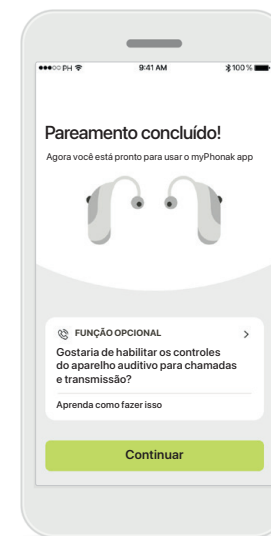 ●●●○○ PH 9:41 AM 100 %
Pareamento concluído!
Agora você está pronto para usar o myPhonak app
FUNÇÃO OPCIONAL
Gostaria de habilitar os controles
do aparelho auditivo para chamadas
e transmissão?
Aprenda como fazer isso
Continuar